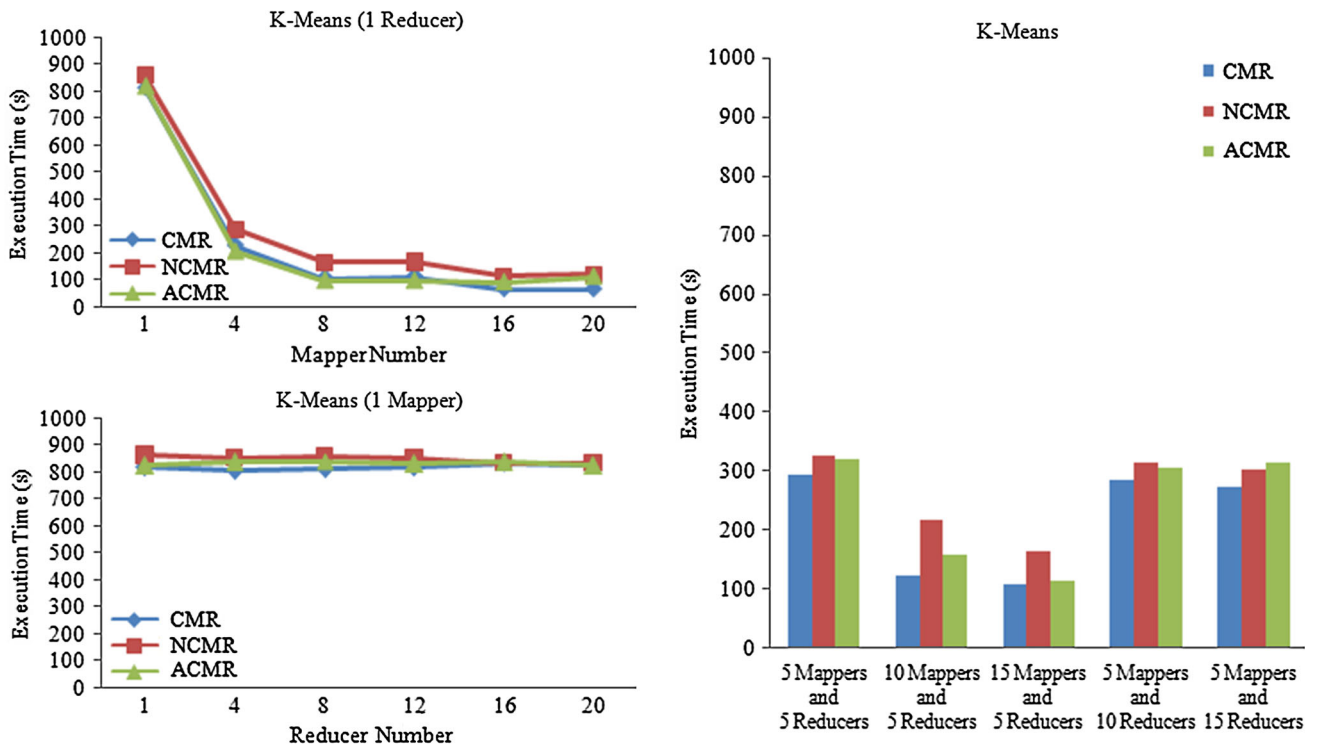 K-Means (1 Reducer)
1000
900
800
700
600
500
400
300
200
100
0
Execution Time (s)
CMR
NCMR
ACMR
1 4 8 12 16 20
Mapper Number
K-Means (1 Mapper)
1000
900
800
700
600
500
400
300
200
100
0
Execution Time (s)
CMR
NCMR
ACMR
1 4 8 12 16 20
Reducer Number
K-Means
1000
900
800
700
600
500
400
300
200
100
0
Execution Time (s)
CMR
NCMR
ACMR
5 Mappers 10 Mappers 15 Mappers 5 Mappers 5 Mappers
and and and and and
5 Reducers 5 Reducers 5 Reducers 10 Reducers 15 Reducers